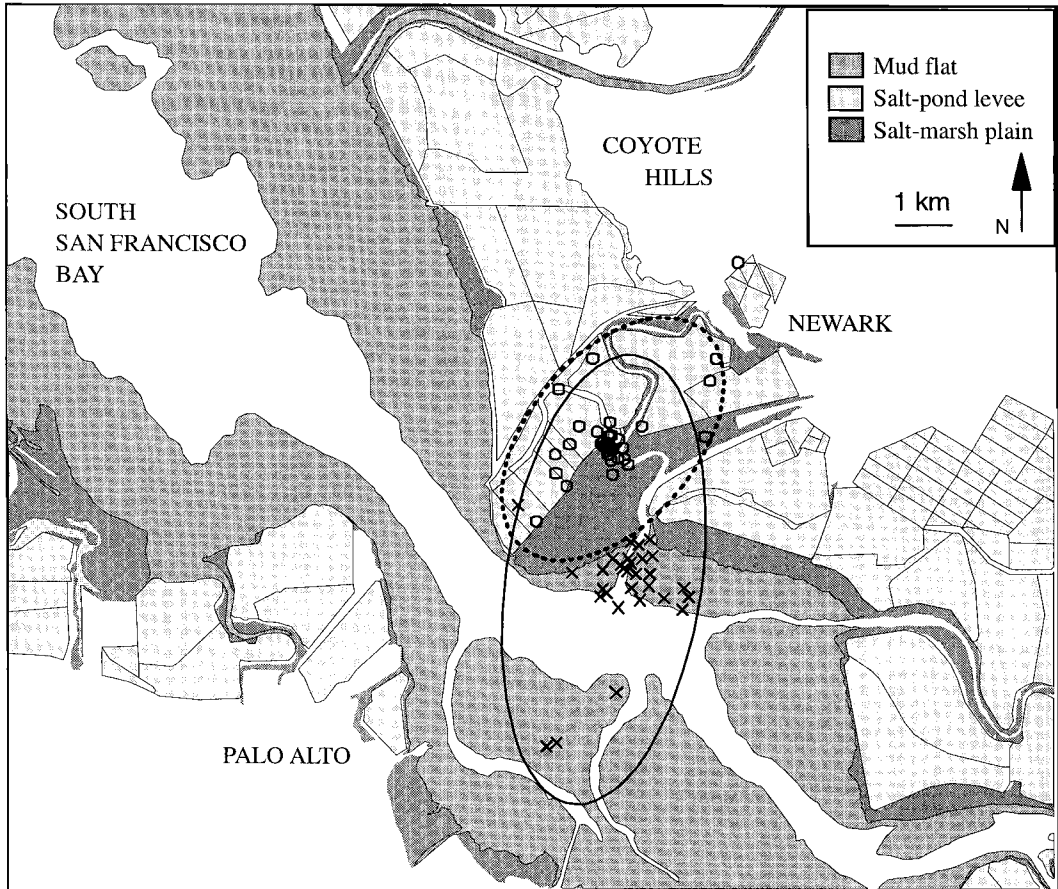 Mud flat
Salt-pond levee
Salt-marsh plain
COYOTE
HILLS
1 km
N
SOUTH
SAN FRANCISCO
BAY
NEWARK
PALO ALTO